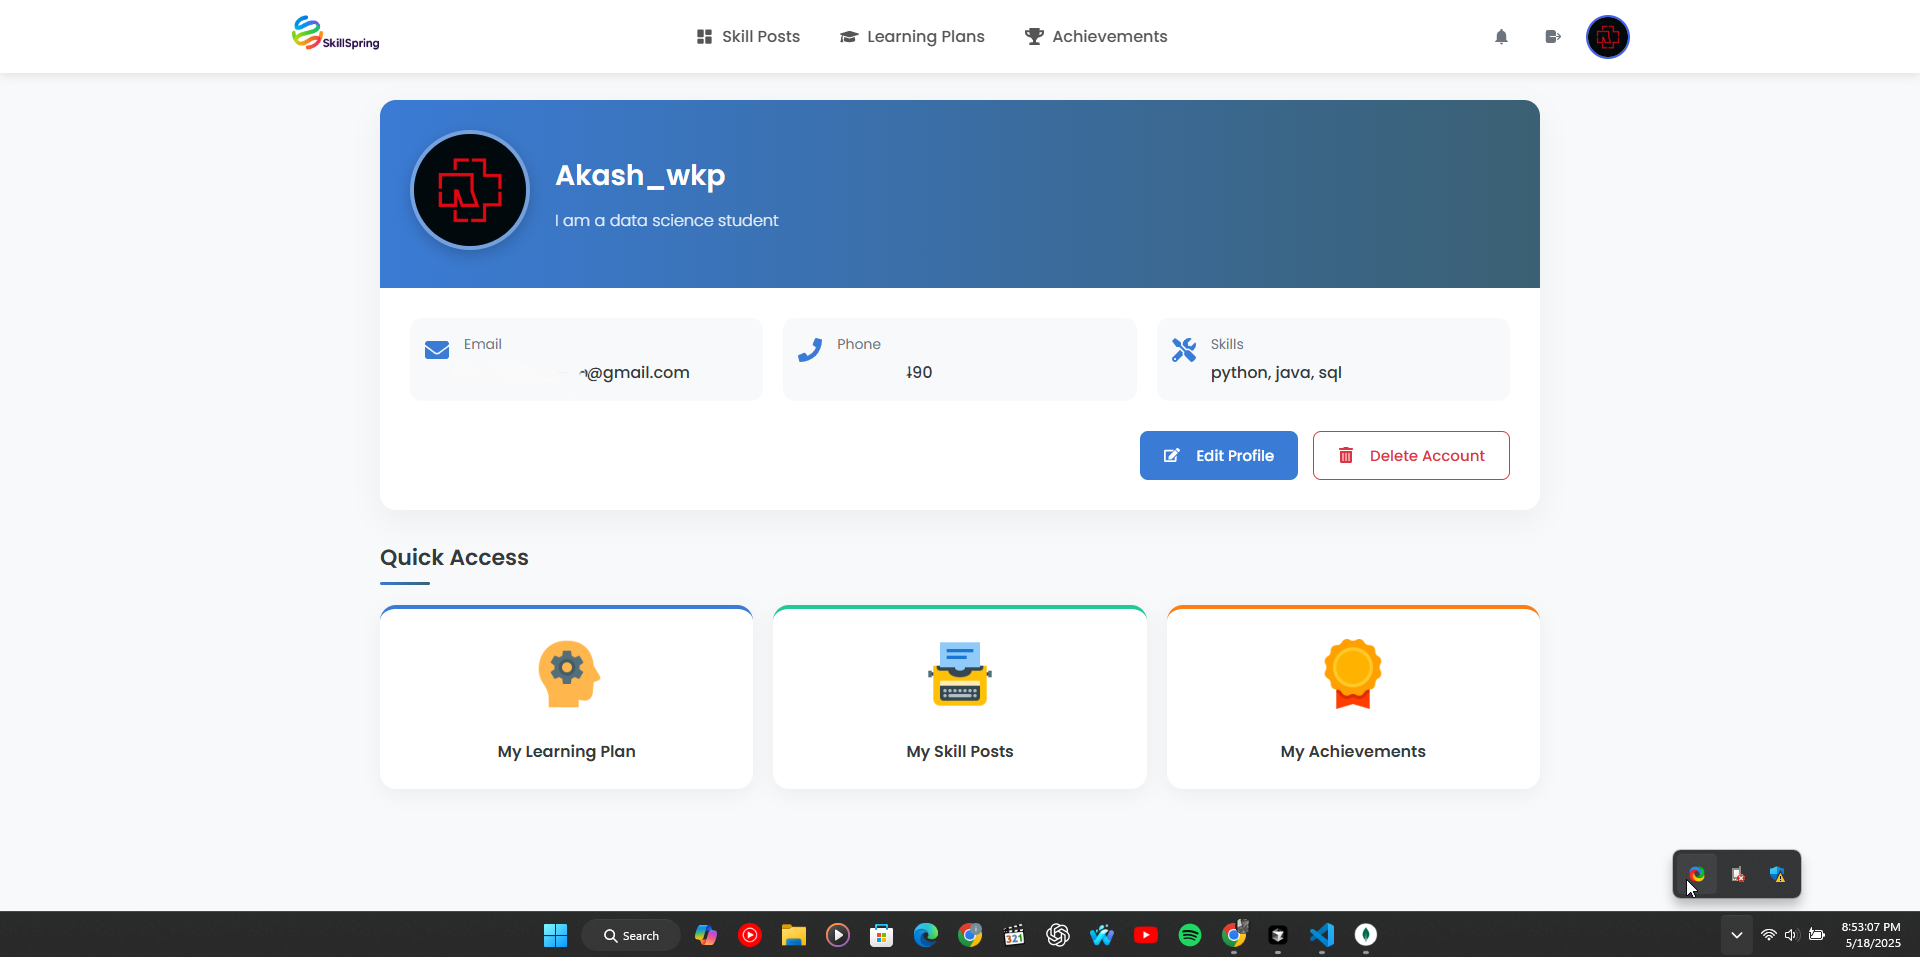 SkillSpring
Skill Posts
Learning Plans
Achievements
Akash_wkp
I am a data science student
Email
@gmail.com
Phone
90
Skills
python, java, sql
Edit Profile
Delete Account
Quick Access
My Learning Plan
My Skill Posts
My Achievements
Search
321
8:53:07 PM
5/18/2025